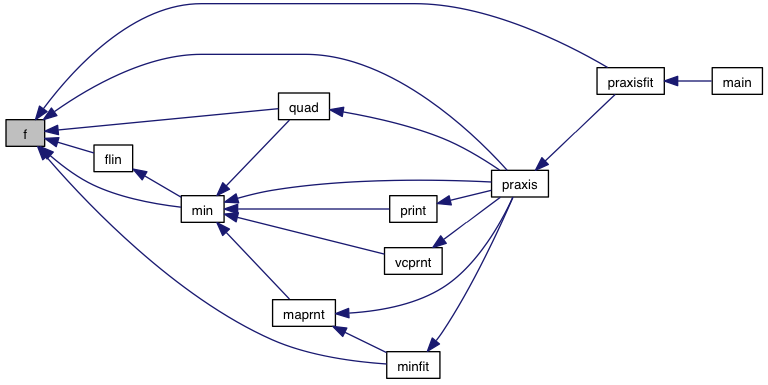 f
flin
min
quad
maprnt
print
vcprnt
minfit
praxis
praxisfit
main